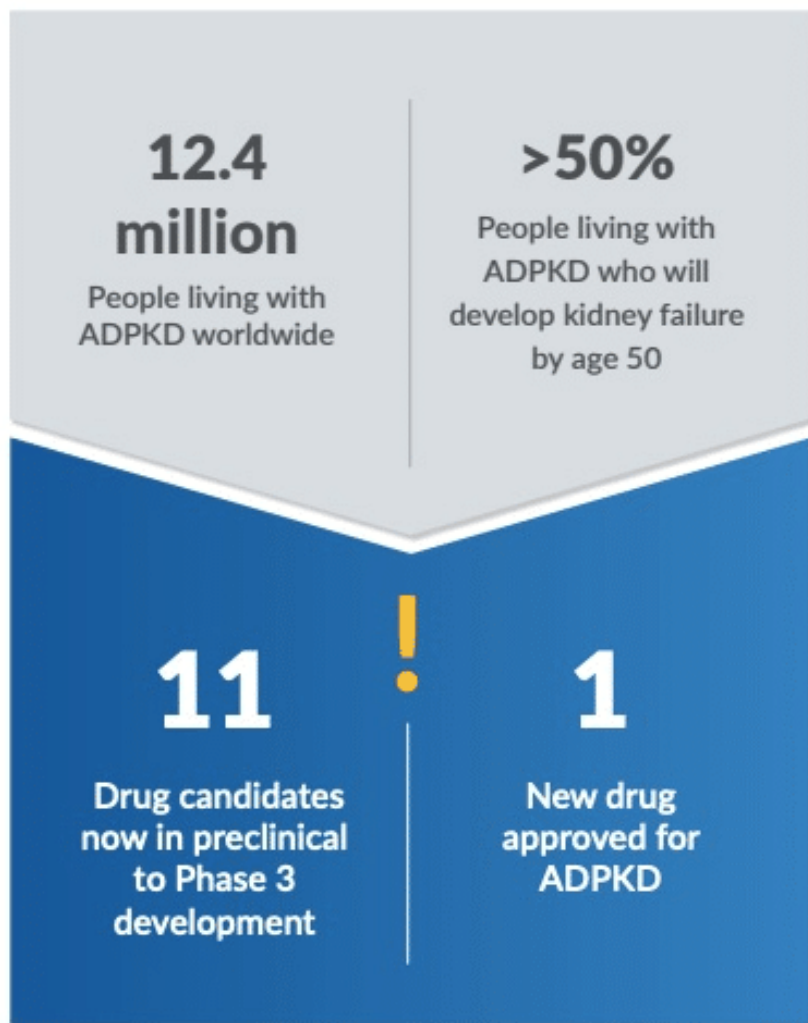 12.4
million
People living with
ADPKD worldwide
>50%
People living with
ADPKD who will
develop kidney failure
by age 50
!
11
Drug candidates
now in preclinical
to Phase 3
development
1
New drug
approved for
ADPKD